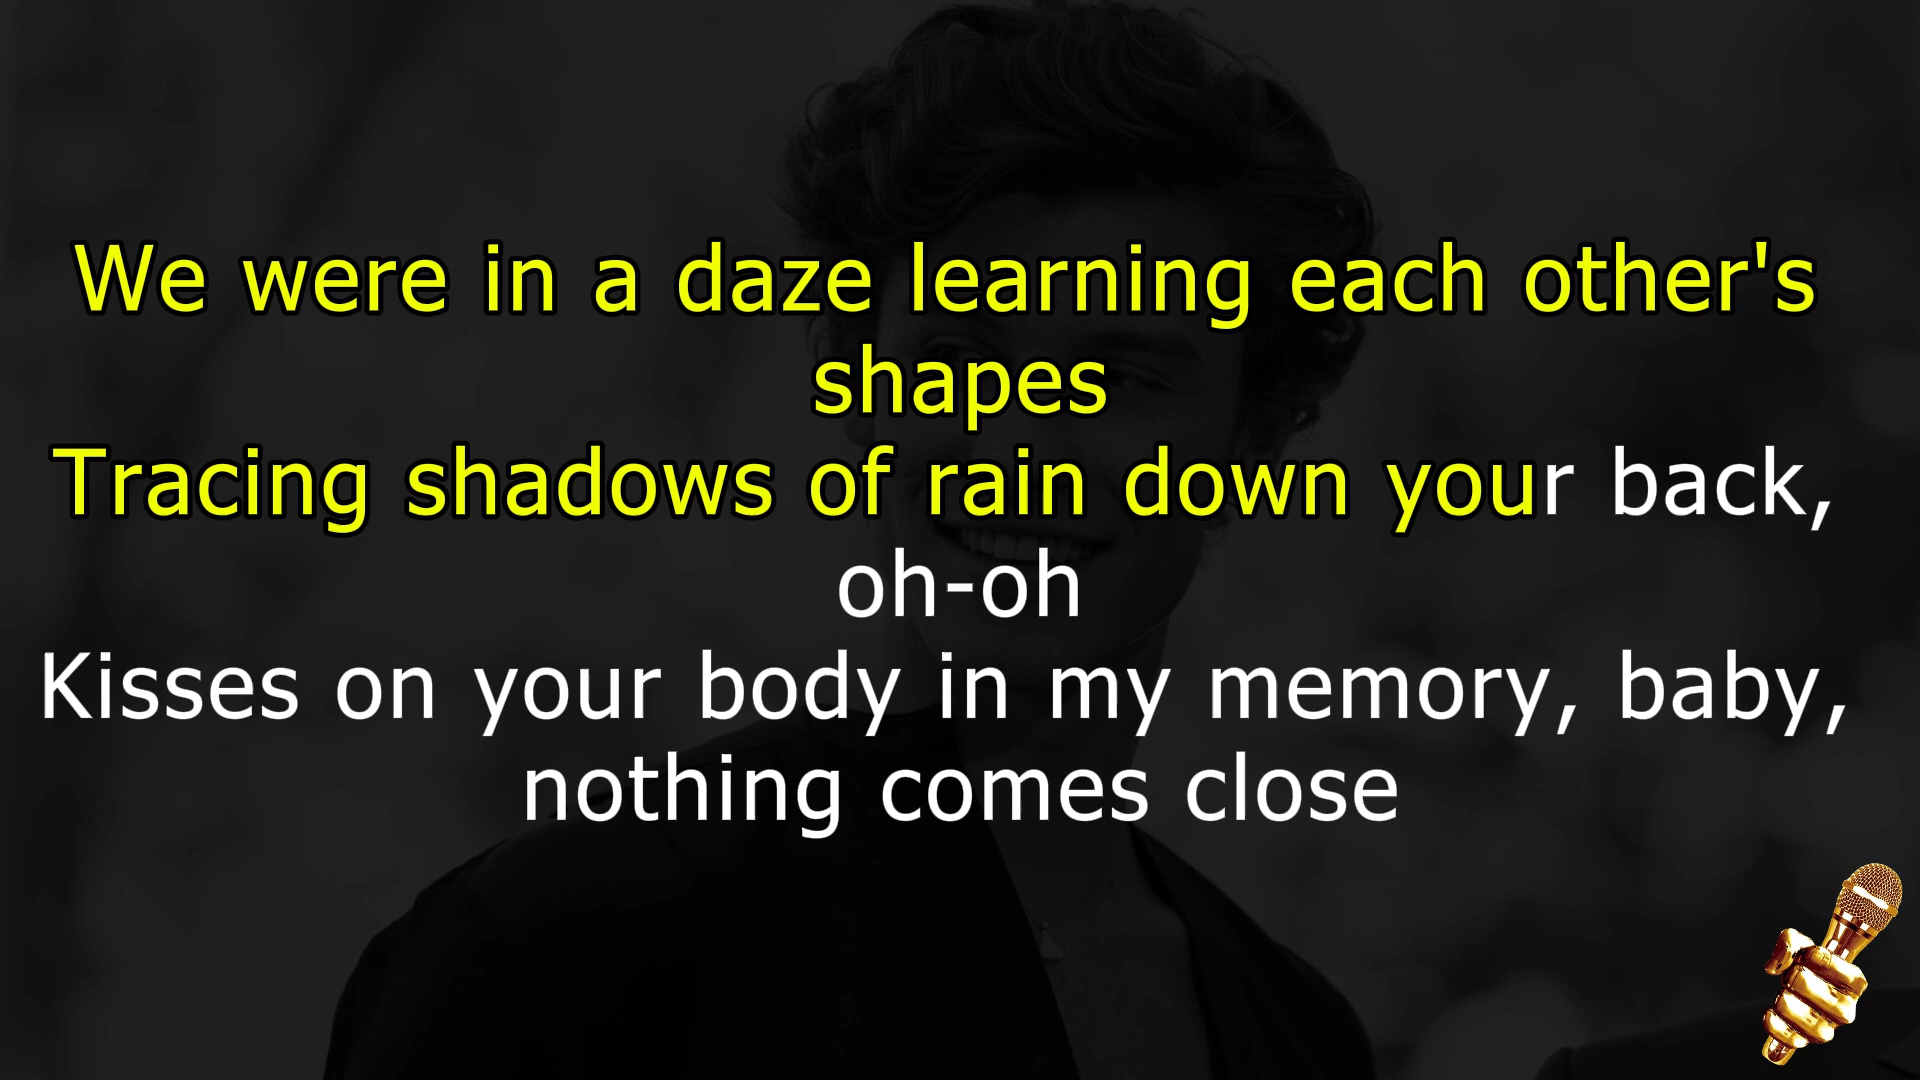 We were in a daze learning each other's
shapes
Tracing shadows of rain down your back,
oh-oh
Kisses on your body in my memory, baby,
nothing comes close